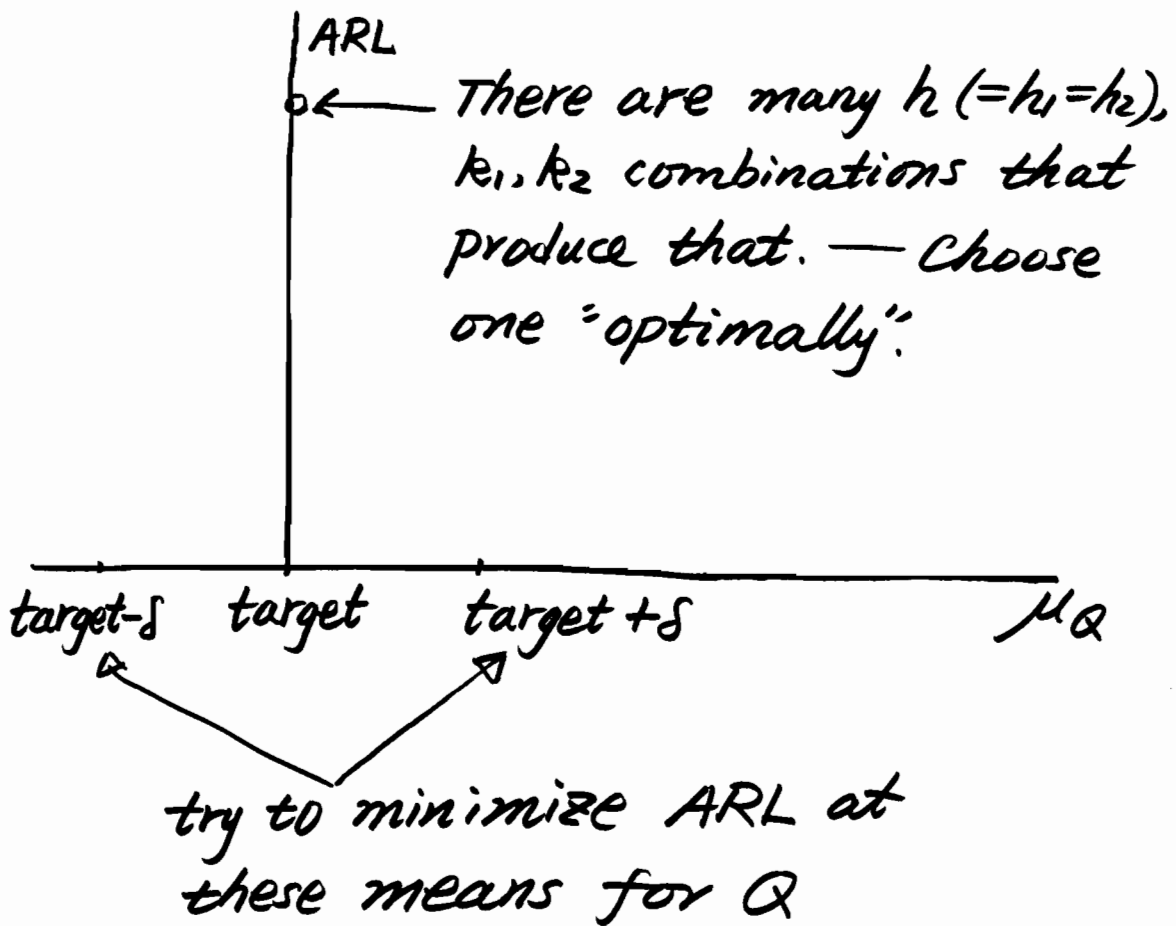 ARL
There are many h (=h₁=h₂),
k₁, k₂ combinations that
produce that. — Choose
one "optimally".
target-δ target target +δ μQ
try to minimize ARL at
these means for Q